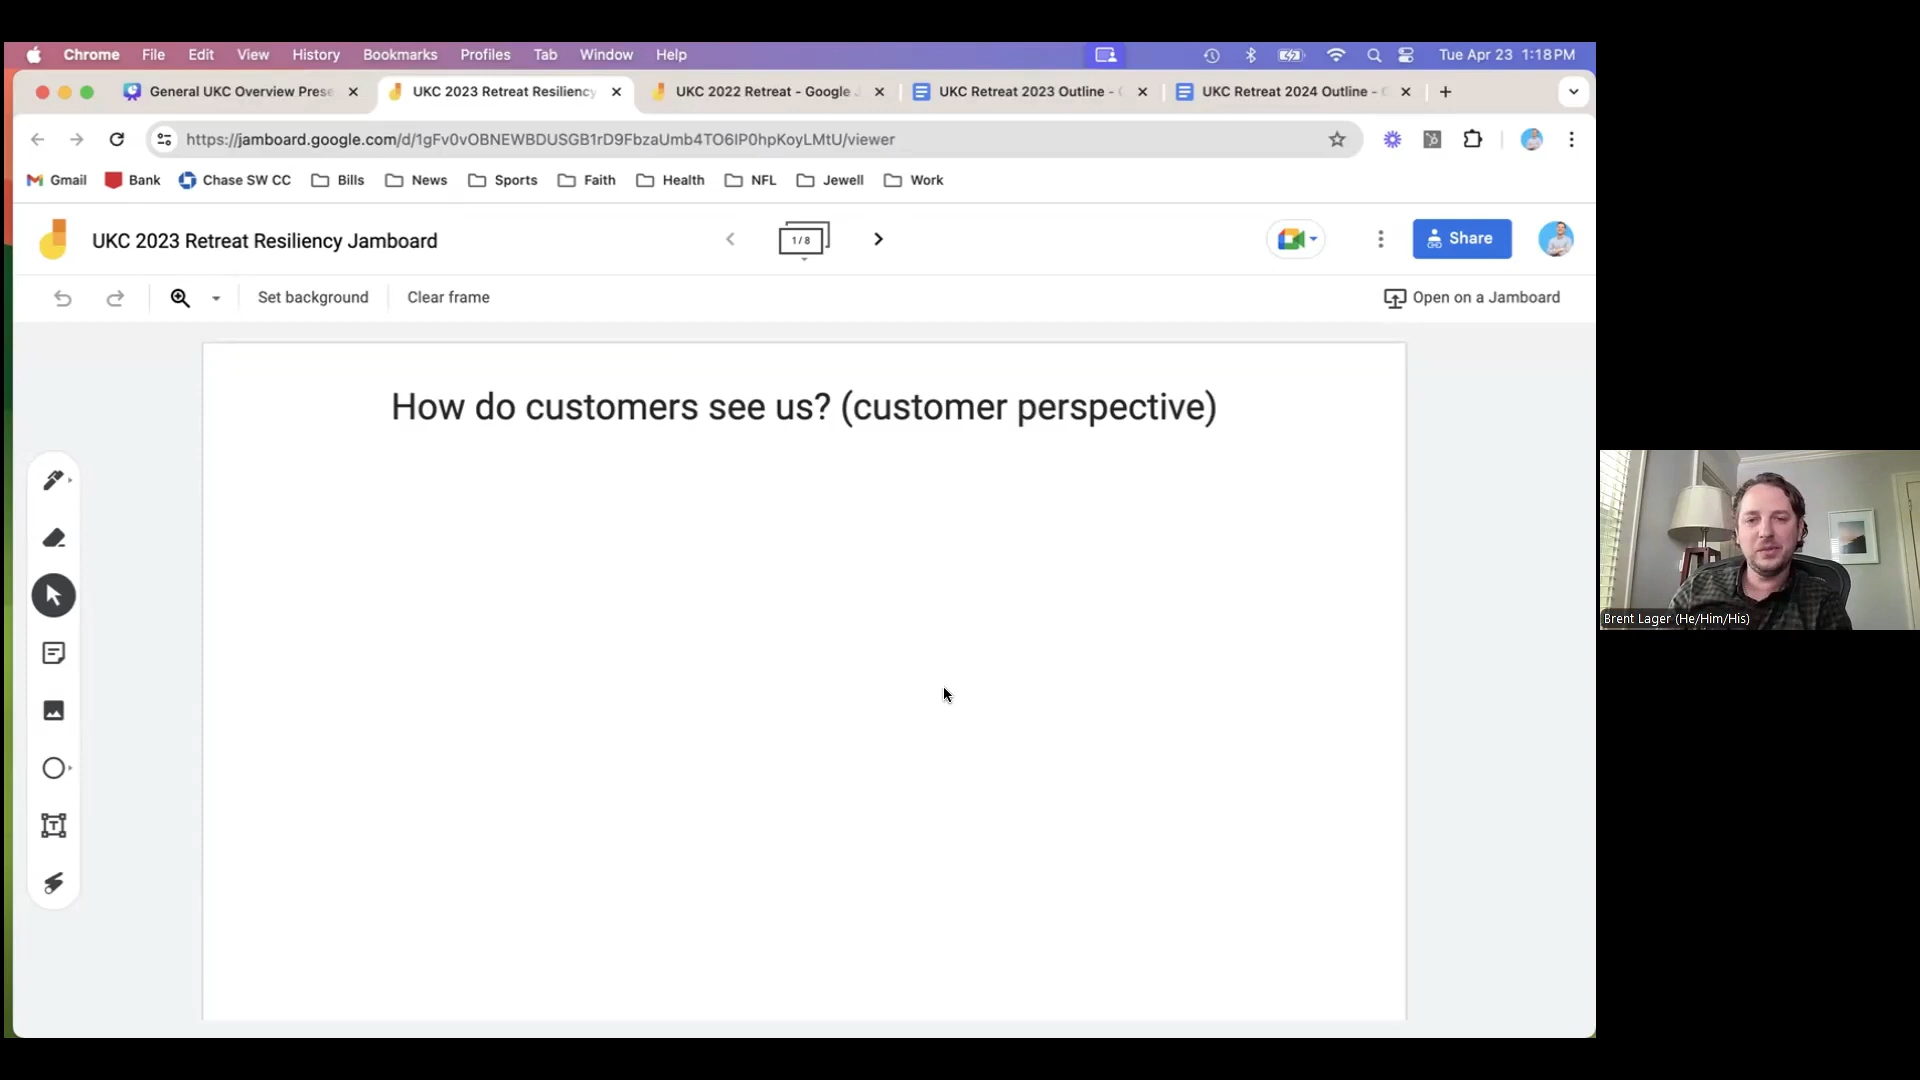 Chrome File Edit View History Bookmarks Profiles Tab Window Help Tue Apr 23 1:18 PM
General UKC Overview Prese UKC 2023 Retreat Resiliency UKC 2022 Retreat - Google J UKC Retreat 2023 Outline - UKC Retreat 2024 Outline -
https://jamboard.google.com/d/1gFv0vOBNEWBDUSGB1rD9FbzaUmb4TO6IP0hpKoyLMtU/viewer
Gmail Bank Chase SW CC Bills News Sports Faith Health NFL Jewell Work
UKC 2023 Retreat Resiliency Jamboard 1 / 8 Share
Set background Clear frame Open on a Jamboard
How do customers see us? (customer perspective)
Brent Lager (He/Him/His)